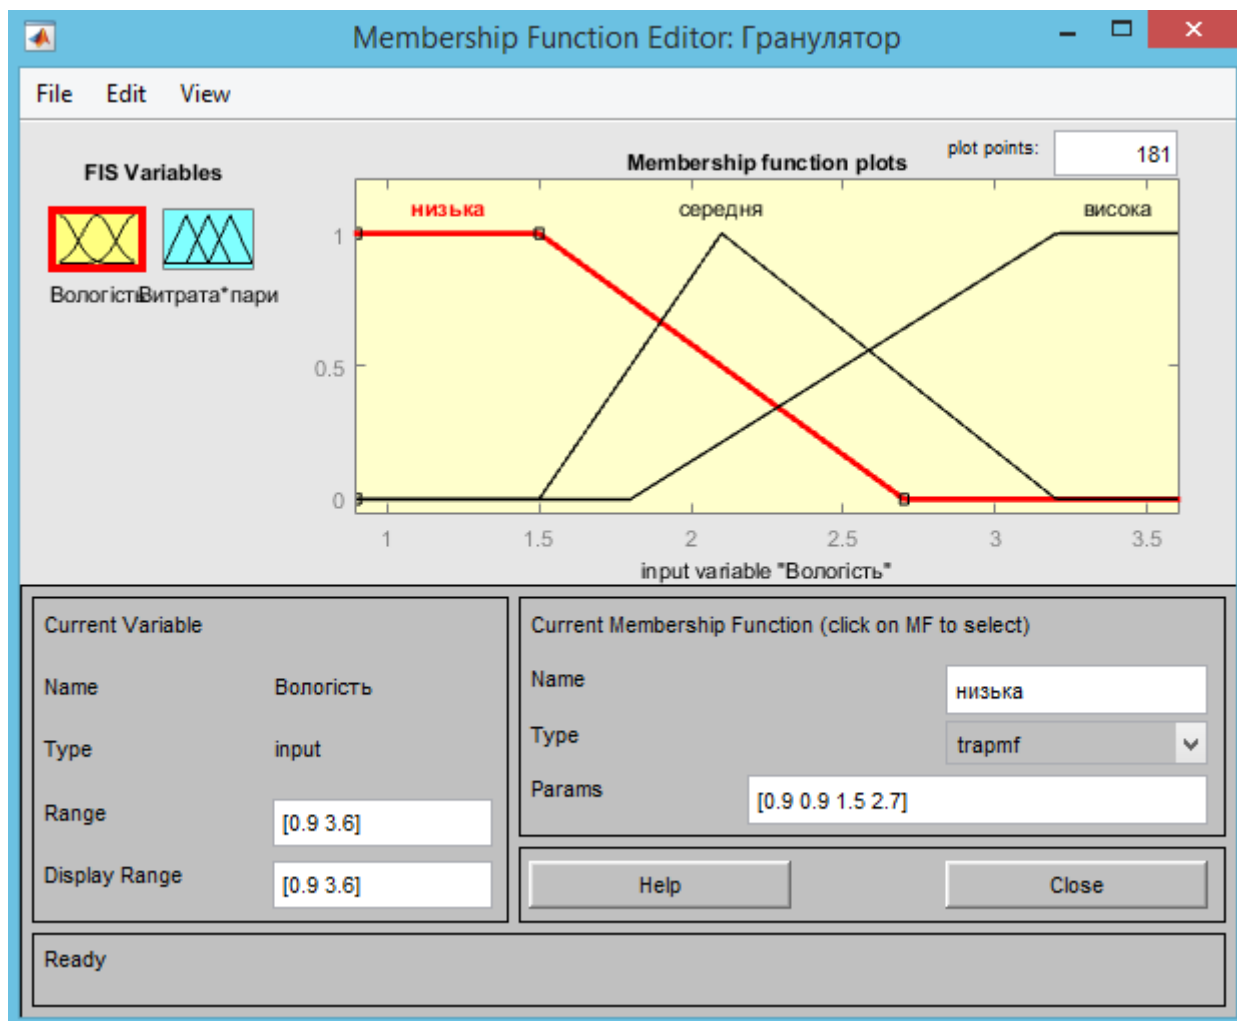 Membership Function Editor: Гранулятор
File Edit View
FIS Variables
Membership function plots
plot points: 181
низька середня висока
1
0.5
0
Вологість Витрата*пари
1 1.5 2 2.5 3 3.5
input variable "Вологість"
Current Variable
Name Вологість
Type input
Range [0.9 3.6]
Display Range [0.9 3.6]
Current Membership Function (click on MF to select)
Name низька
Type trapmf
Params [0.9 0.9 1.5 2.7]
Help Close
Ready